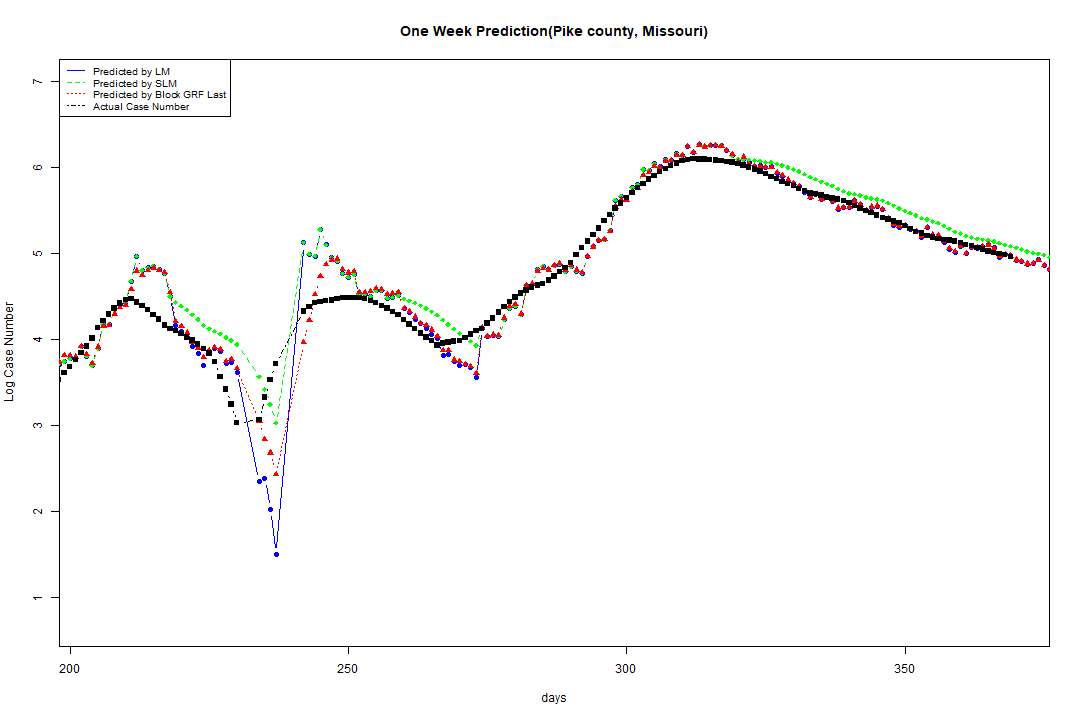 One Week Prediction(Pike county, Missouri)
Predicted by LM
Predicted by SLM
Predicted by Block GRF Last
Actual Case Number
7
6
5
4
3
2
1
Log Case Number
200 250 300 350
days